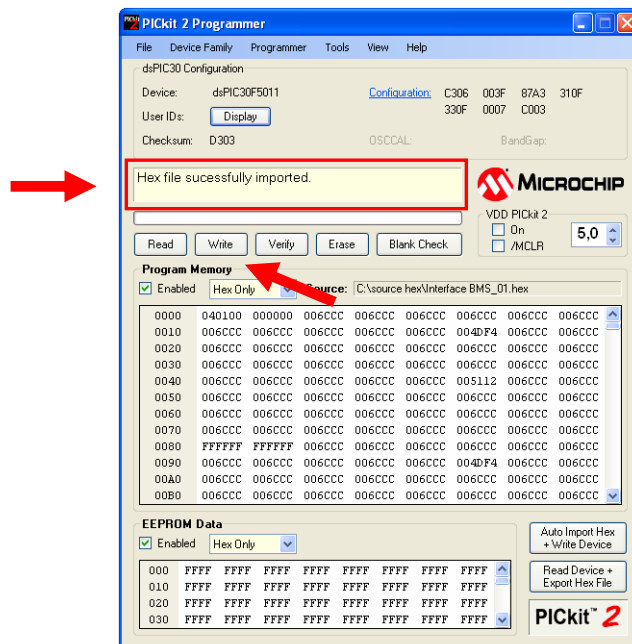 PICkit 2 Programmer
File Device Family Programmer Tools View Help
dsPIC30 Configuration
Device: dsPIC30F5011 Configuration: C306 003F 87A3 310F
User IDs: Display 330F 0007 C003
Checksum: D303 OSCCAL: BandGap:
Hex file sucessfully imported.
MICROCHIP
VDD PICkit 2
On
/MCLR
5,0
Read Write Verify Erase Blank Check
Program Memory
Enabled Hex Only Source: C:\source hex\Interface BMS_01.hex
0000 040100 000000 006CCC 006CCC 006CCC 006CCC 006CCC 006CCC
0010 006CCC 006CCC 006CCC 006CCC 006CCC 004DF4 006CCC 006CCC
0020 006CCC 006CCC 006CCC 006CCC 006CCC 006CCC 006CCC 006CCC
0030 006CCC 006CCC 006CCC 006CCC 006CCC 006CCC 006CCC 006CCC
0040 006CCC 006CCC 006CCC 006CCC 006CCC 005112 006CCC 006CCC
0050 006CCC 006CCC 006CCC 006CCC 006CCC 006CCC 006CCC 006CCC
0060 006CCC 006CCC 006CCC 006CCC 006CCC 006CCC 006CCC 006CCC
0070 006CCC 006CCC 006CCC 006CCC 006CCC 006CCC 006CCC 006CCC
0080 FFFFFF FFFFFF 006CCC 006CCC 006CCC 006CCC 006CCC 006CCC
0090 006CCC 006CCC 006CCC 006CCC 006CCC 004DF4 006CCC 006CCC
00A0 006CCC 006CCC 006CCC 006CCC 006CCC 006CCC 006CCC 006CCC
00B0 006CCC 006CCC 006CCC 006CCC 006CCC 006CCC 006CCC 006CCC
EEPROM Data
Enabled Hex Only
000 FFFF FFFF FFFF FFFF FFFF FFFF FFFF FFFF
010 FFFF FFFF FFFF FFFF FFFF FFFF FFFF FFFF
020 FFFF FFFF FFFF FFFF FFFF FFFF FFFF FFFF
030 FFFF FFFF FFFF FFFF FFFF FFFF FFFF FFFF
Auto Import Hex
+ Write Device
Read Device +
Export Hex File
PICkit™ 2